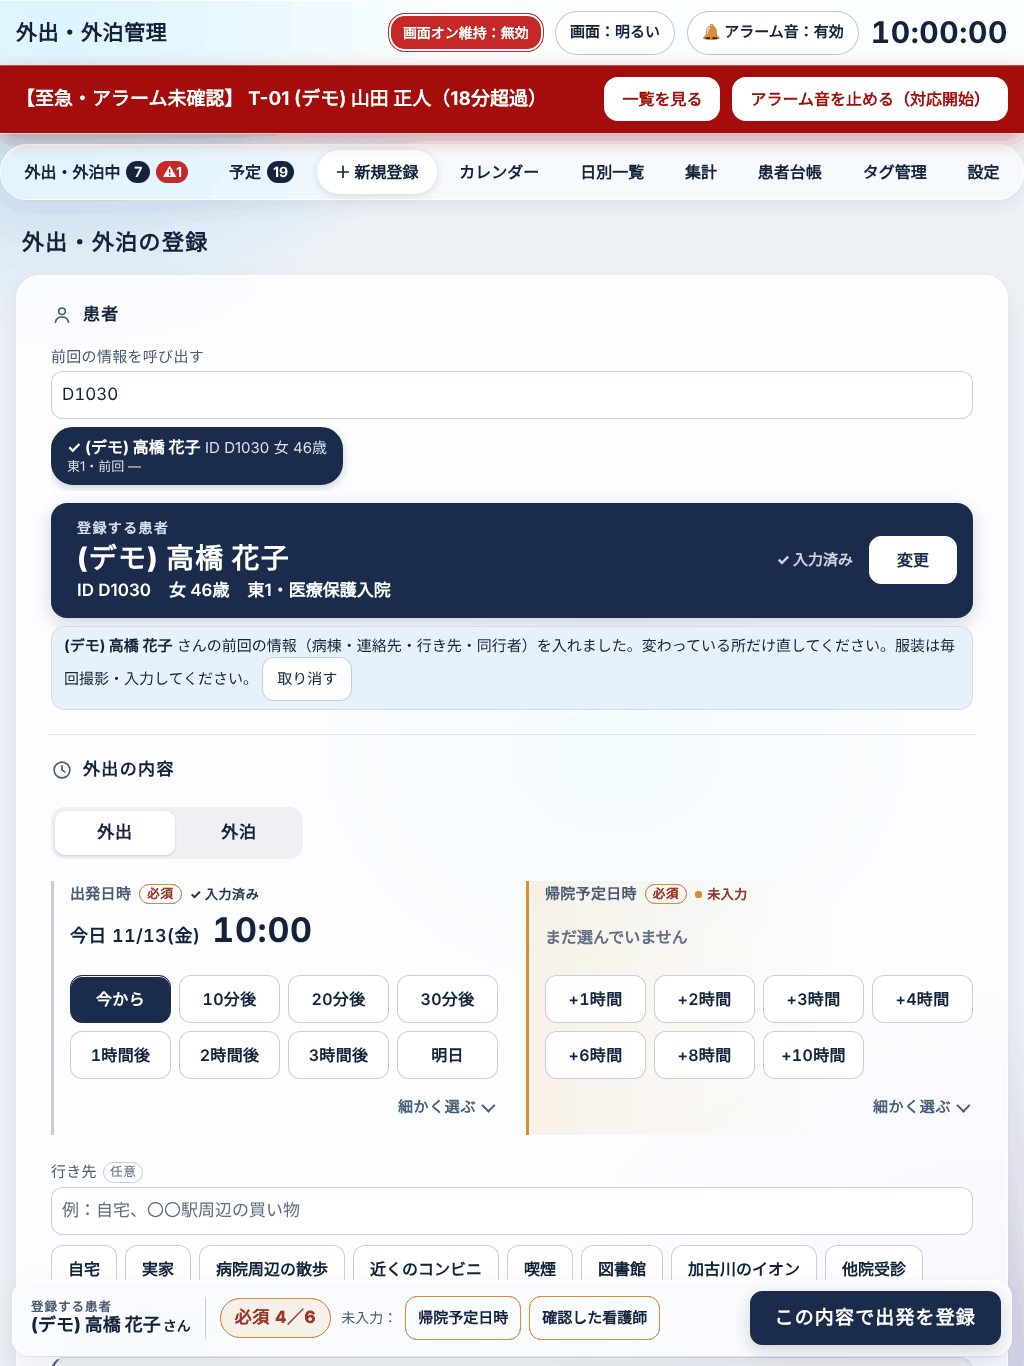 外出・外泊管理
画面オン維持：無効
画面：明るい
🔔 アラーム音：有効
10:00:00
【至急・アラーム未確認】 T-01 (デモ) 山田 正人（18分超過）
一覧を見る
アラーム音を止める（対応開始）
外出・外泊中 7 ⚠1
予定 19
＋新規登録
カレンダー
日別一覧
集計
患者台帳
タグ管理
設定
外出・外泊の登録
患者
前回の情報を呼び出す
D1030
✓ (デモ) 高橋 花子 ID D1030 女 46歳
東1・前回 —
登録する患者
(デモ) 高橋 花子
ID D1030 女 46歳 東1・医療保護入院
✓ 入力済み
変更
(デモ) 高橋 花子 さんの前回の情報（病棟・連絡先・行き先・同行者）を入れました。変わっている所だけ直してください。服装は毎
回撮影・入力してください。 取り消す
外出の内容
外出
外泊
出発日時 必須 ✓ 入力済み
今日 11/13(金) 10:00
今から
10分後
20分後
30分後
1時間後
2時間後
3時間後
明日
細かく選ぶ
帰院予定日時 必須 ● 未入力
まだ選んでいません
+1時間
+2時間
+3時間
+4時間
+6時間
+8時間
+10時間
細かく選ぶ
行き先 任意
例：自宅、〇〇駅周辺の買い物
自宅
実家
病院周辺の散歩
近くのコンビニ
喫煙
図書館
加古川のイオン
他院受診
登録する患者
(デモ) 高橋 花子 さん
必須 4／6
未入力：
帰院予定日時
確認した看護師
この内容で出発を登録